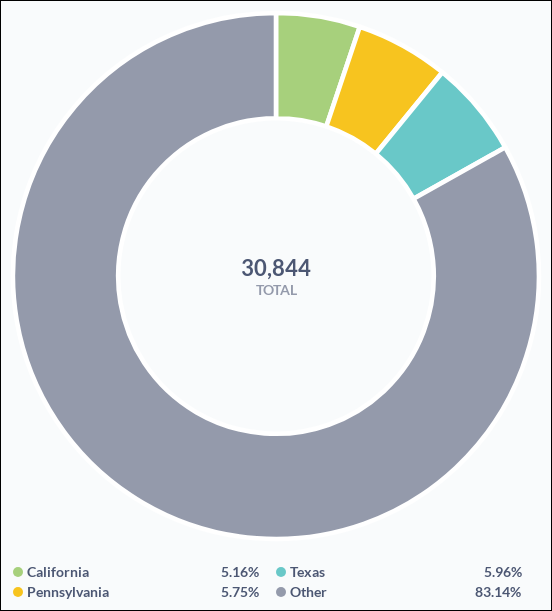 30,844
TOTAL
California 5.16%
Texas 5.96%
Pennsylvania 5.75%
Other 83.14%